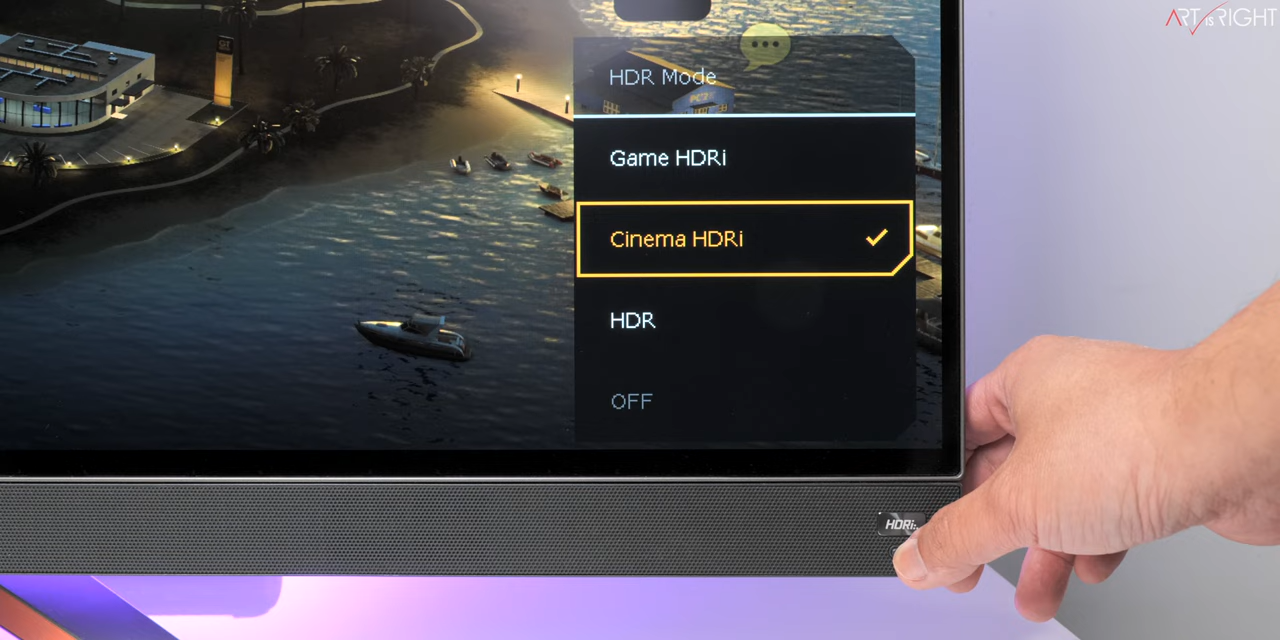 ART is RIGHT
HDR Mode
Game HDRi
Cinema HDRi
HDR
OFF
HDRi